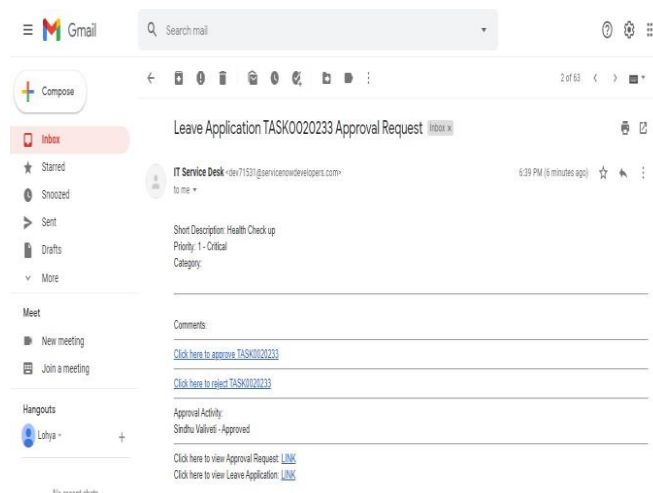 Gmail
Search mail
Compose
2 of 63
Inbox
Starred
Snoozed
Sent
Drafts
More
Meet
New meeting
Join a meeting
Hangouts
Lohya
No recent chats
Leave Application TASK0020233 Approval Request Inbox x
IT Service Desk <dev71531@servicenowdevelopers.com> 6:39 PM (6 minutes ago)
to me
Short Description: Health Check up
Priority: 1 - Critical
Category:
Comments:
Click here to approve TASK0020233
Click here to reject TASK0020233
Approval Activity:
Sindhu Valiveti - Approved
Click here to view Approval Request: LINK
Click here to view Leave Application: LINK